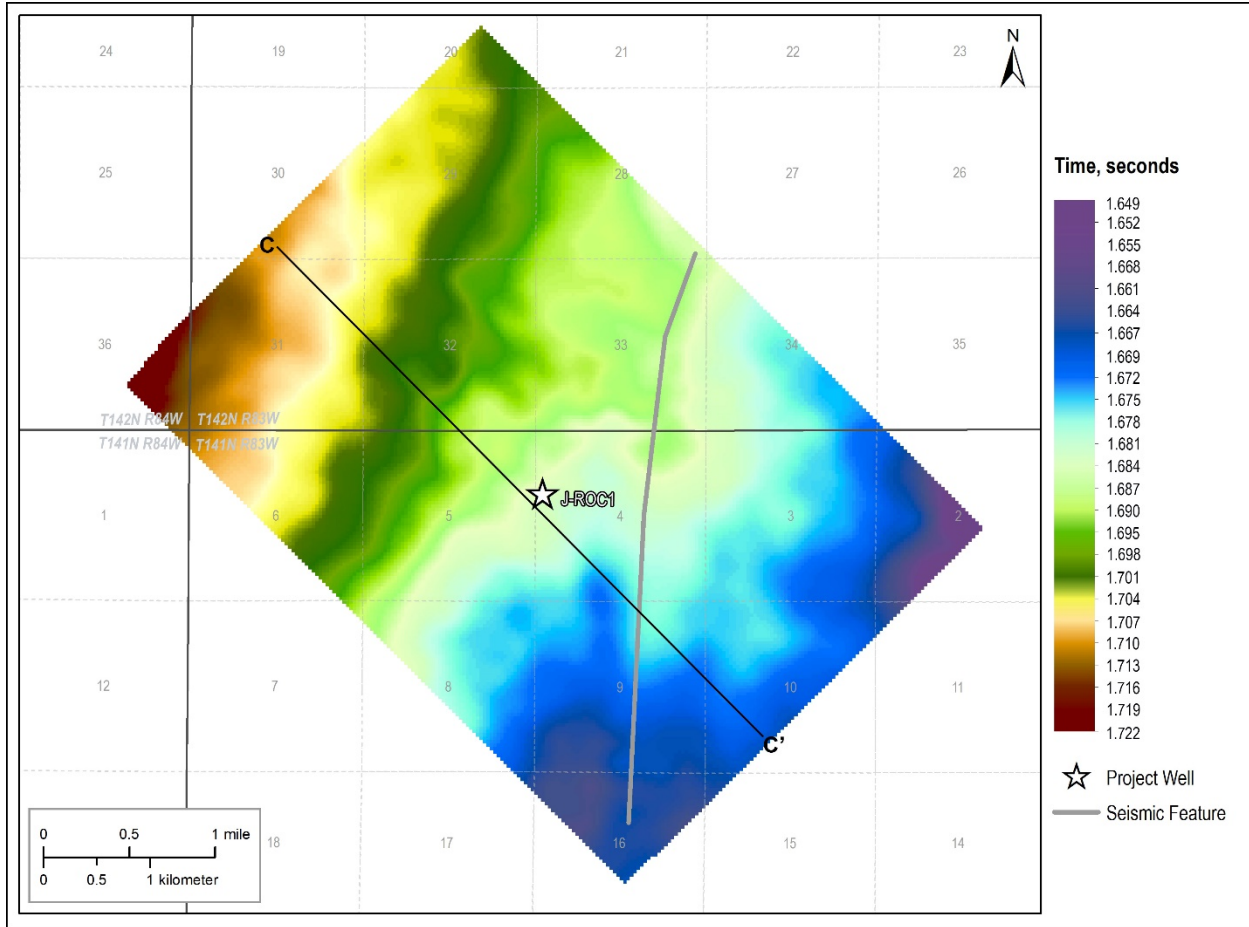 N
24 19 20 21 22 23
25 30 29 28 27 26
C
36 31 32 33 34 35
T142N R84W T142N R83W
T141N R84W T141N R83W
1 6 5 4 3 2
J-ROC1
12 7 8 9 10 11
C'
18 17 16 15 14
0 0.5 1 mile
0 0.5 1 kilometer
Time, seconds
1.649
1.652
1.655
1.668
1.664
1.667
1.669
1.672
1.675
1.678
1.681
1.684
1.687
1.690
1.695
1.698
1.701
1.704
1.707
1.710
1.713
1.716
1.719
1.722
Project Well
Seismic Feature